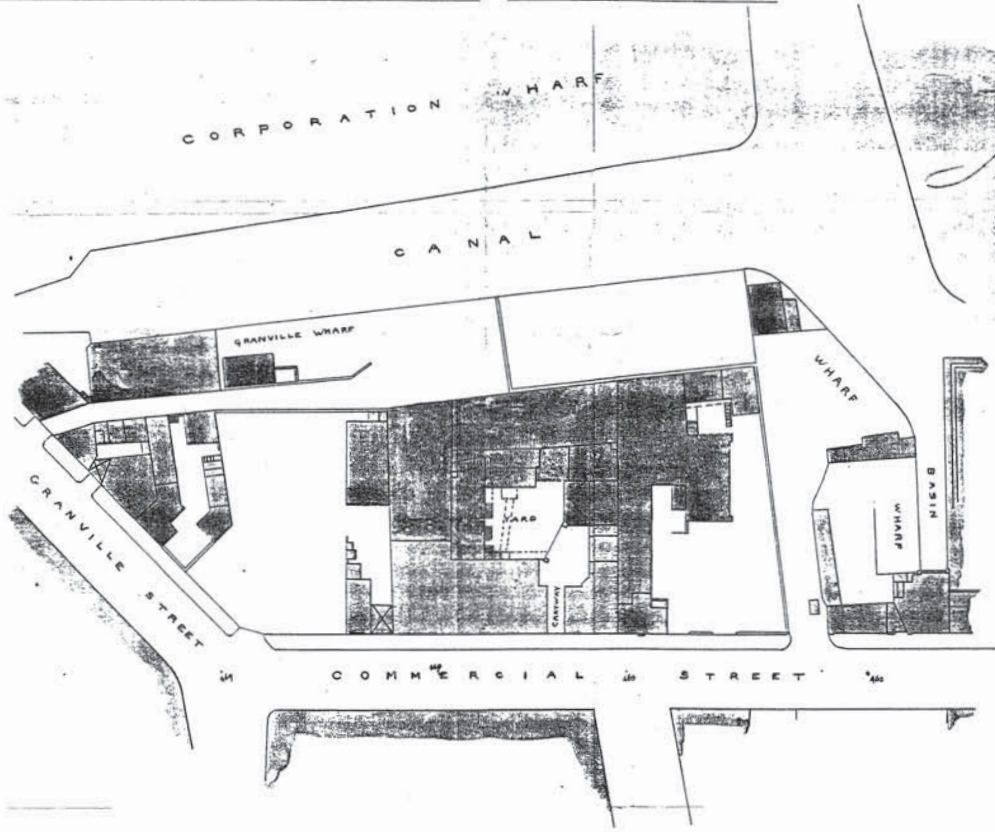 CORPORATION WHARF
CANAL
GRANVILLE WHARF
WHARF
BASIN
WHARF
YARD
CARTWAY
GRANVILLE STREET
COMMERCIAL STREET